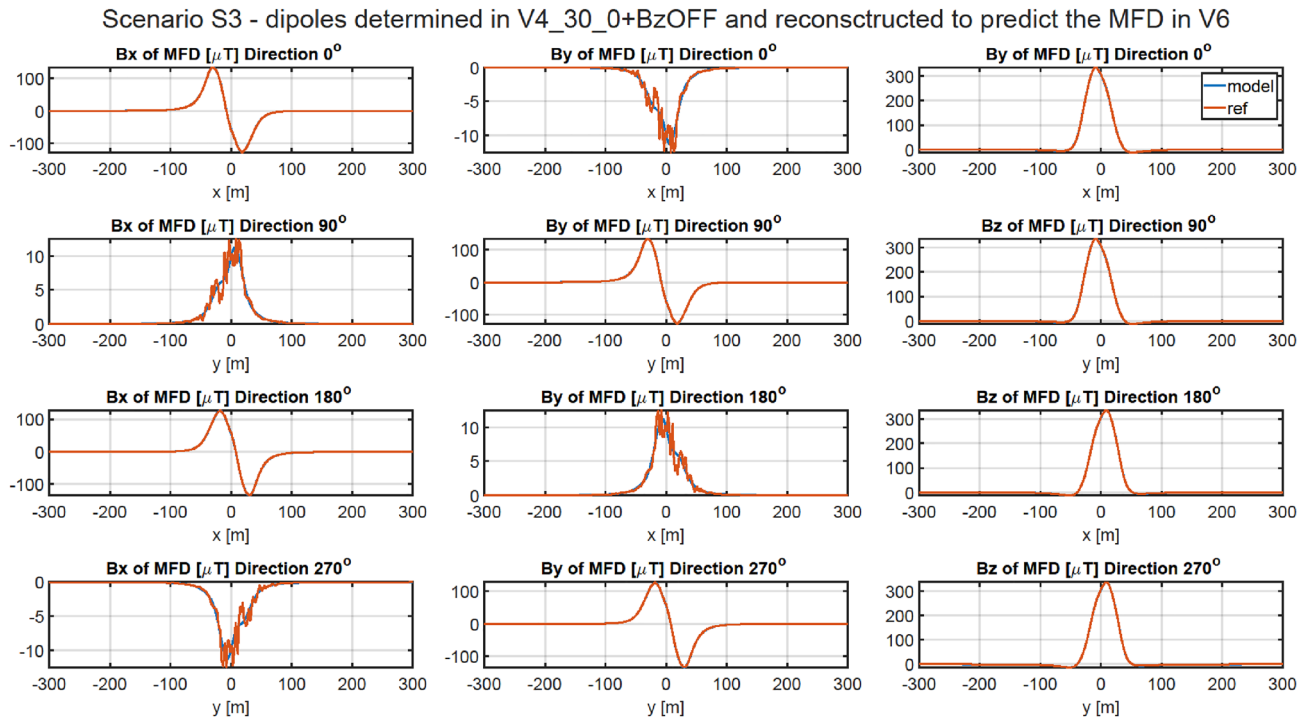 Scenario S3 - dipoles determined in V4_30_0+BzOFF and reconsctructed to predict the MFD in V6
Bx of MFD [μT] Direction 0°
100
0
-100
-300 -200 -100 0 100 200 300
x [m]
By of MFD [μT] Direction 0°
0
-5
-10
-300 -200 -100 0 100 200 300
x [m]
By of MFD [μT] Direction 0°
300
200
100
0
-300 -200 -100 0 100 200 300
x [m]
model
ref
Bx of MFD [μT] Direction 90°
10
5
0
-300 -200 -100 0 100 200 300
y [m]
By of MFD [μT] Direction 90°
100
0
-100
-300 -200 -100 0 100 200 300
y [m]
Bz of MFD [μT] Direction 90°
300
200
100
0
-300 -200 -100 0 100 200 300
y [m]
Bx of MFD [μT] Direction 180°
100
0
-100
-300 -200 -100 0 100 200 300
x [m]
By of MFD [μT] Direction 180°
10
5
0
-300 -200 -100 0 100 200 300
x [m]
Bz of MFD [μT] Direction 180°
300
200
100
0
-300 -200 -100 0 100 200 300
x [m]
Bx of MFD [μT] Direction 270°
0
-5
-10
-300 -200 -100 0 100 200 300
y [m]
By of MFD [μT] Direction 270°
100
0
-100
-300 -200 -100 0 100 200 300
y [m]
Bz of MFD [μT] Direction 270°
300
200
100
0
-300 -200 -100 0 100 200 300
y [m]